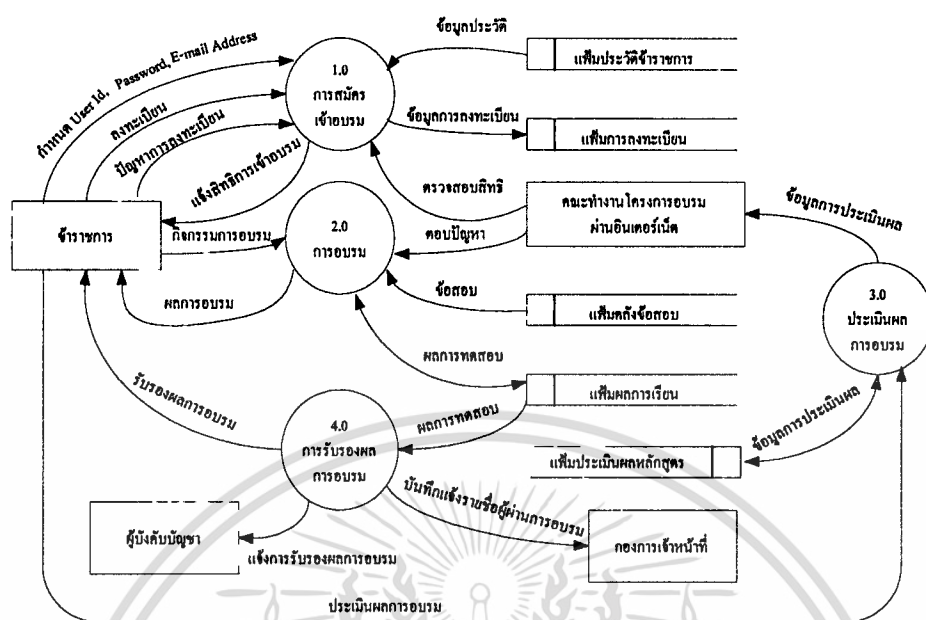 ข้อมูลประวัติ
กำหนด User Id, Password, E-mail Address
1.0
การสมัคร
เข้าอบรม
แฟ้มประวัติข้าราชการ
ลงทะเบียน
ข้อมูลการลงทะเบียน
แฟ้มการลงทะเบียน
ปัญหาการลงทะเบียน
แจ้งสิทธิการเข้าอบรม
ตรวจสอบสิทธิ
คณะทำงานโครงการอบรม
ผ่านอินเตอร์เน็ต
ข้อมูลการประเมินผล
ข้าราชการ
กิจกรรมการอบรม
2.0
การอบรม
ตอบปัญหา
ผลการอบรม
ข้อสอบ
แฟ้มคลังข้อสอบ
3.0
ประเมินผล
การอบรม
ผลการทดสอบ
แฟ้มผลการเรียน
รับรองผลการอบรม
ผลการทดสอบ
4.0
การรับรองผล
การอบรม
แฟ้มประเมินผลหลักสูตร
ข้อมูลการประเมินผล
บันทึกแจ้งรายชื่อผู้ผ่านการอบรม
ผู้บังคับบัญชา
แจ้งการรับรองผลการอบรม
กองการเจ้าหน้าที่
ประเมินผลการอบรม